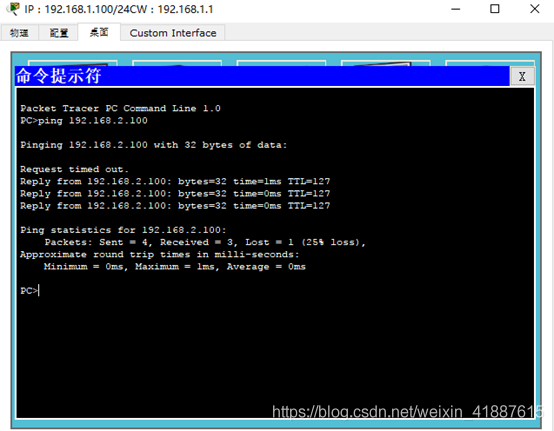 IP：192.168.1.100/24CW：192.168.1.1
物理 配置 桌面 Custom Interface
命令提示符 X
Packet Tracer PC Command Line 1.0
PC>ping 192.168.2.100
Pinging 192.168.2.100 with 32 bytes of data:
Request timed out.
Reply from 192.168.2.100: bytes=32 time=1ms TTL=127
Reply from 192.168.2.100: bytes=32 time=0ms TTL=127
Reply from 192.168.2.100: bytes=32 time=0ms TTL=127
Ping statistics for 192.168.2.100:
Packets: Sent = 4, Received = 3, Lost = 1 (25% loss),
Approximate round trip times in milli-seconds:
Minimum = 0ms, Maximum = 1ms, Average = 0ms
PC>
https://blog.csdn.net/weixin_41887615